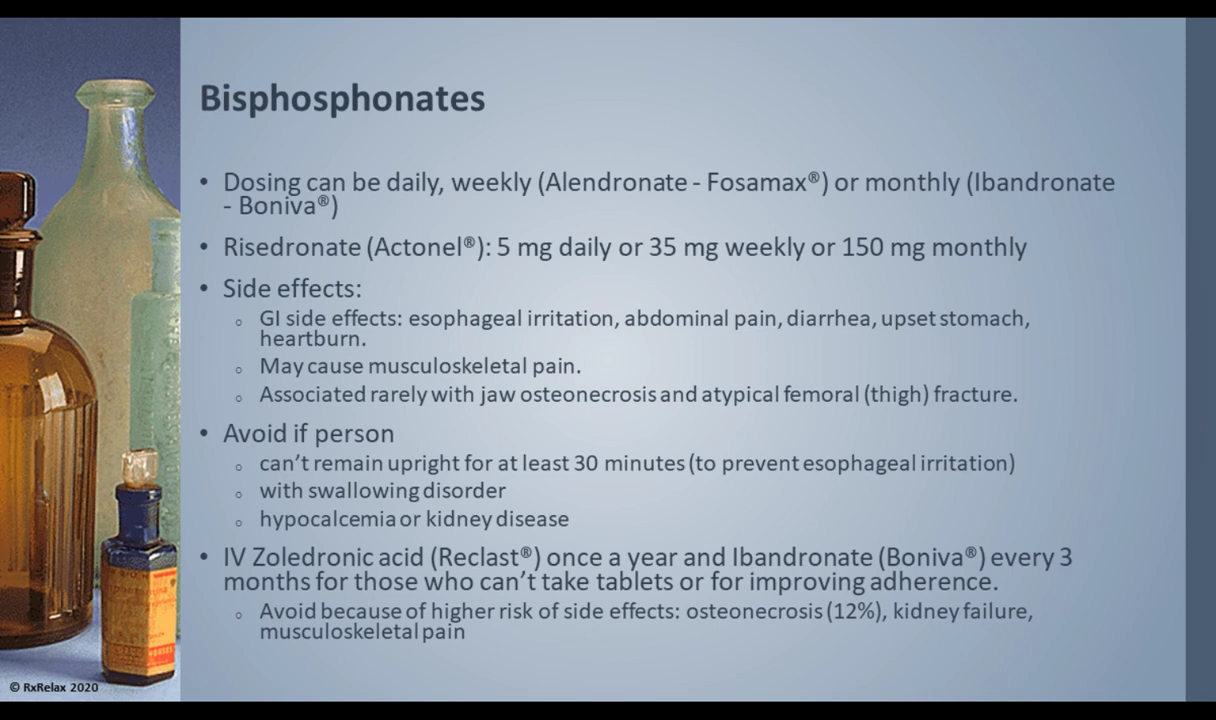 Bisphosphonates
• Dosing can be daily, weekly (Alendronate - Fosamax®) or monthly (Ibandronate
- Boniva®)
• Risedronate (Actonel®): 5 mg daily or 35 mg weekly or 150 mg monthly
• Side effects:
○ GI side effects: esophageal irritation, abdominal pain, diarrhea, upset stomach,
heartburn.
○ May cause musculoskeletal pain.
○ Associated rarely with jaw osteonecrosis and atypical femoral (thigh) fracture.
• Avoid if person
○ can't remain upright for at least 30 minutes (to prevent esophageal irritation)
○ with swallowing disorder
○ hypocalcemia or kidney disease
• IV Zoledronic acid (Reclast®) once a year and Ibandronate (Boniva®) every 3
months for those who can't take tablets or for improving adherence.
○ Avoid because of higher risk of side effects: osteonecrosis (12%), kidney failure,
musculoskeletal pain
© RxRelax 2020